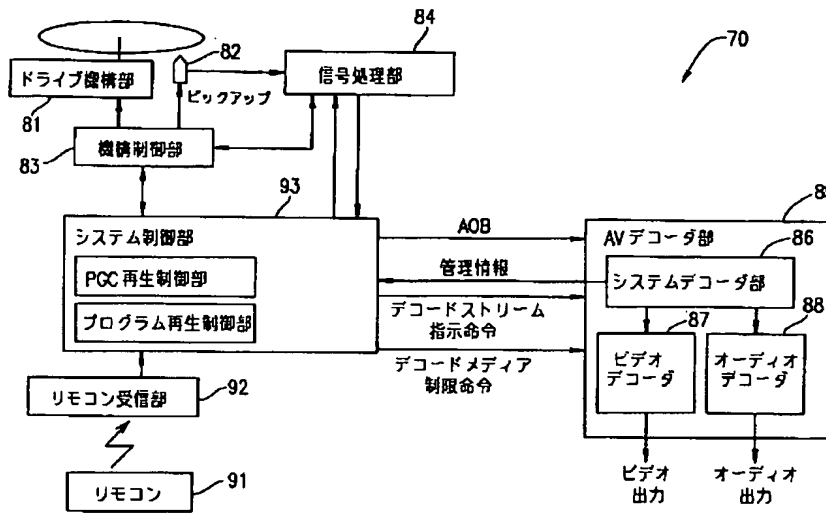 82
84
70
ドライブ機構部
信号処理部
81
ピックアップ
83
機構制御部
93
システム制御部
PGC再生制御部
プログラム再生制御部
AOB
管理情報
デコードストリーム
指示命令
デコードメディア
制限命令
AVデコーダ部
86
システムデコーダ部
87
88
ビデオ
デコーダ
オーディオ
デコーダ
ビデオ
出力
オーディオ
出力
リモコン受信部
92
リモコン
91